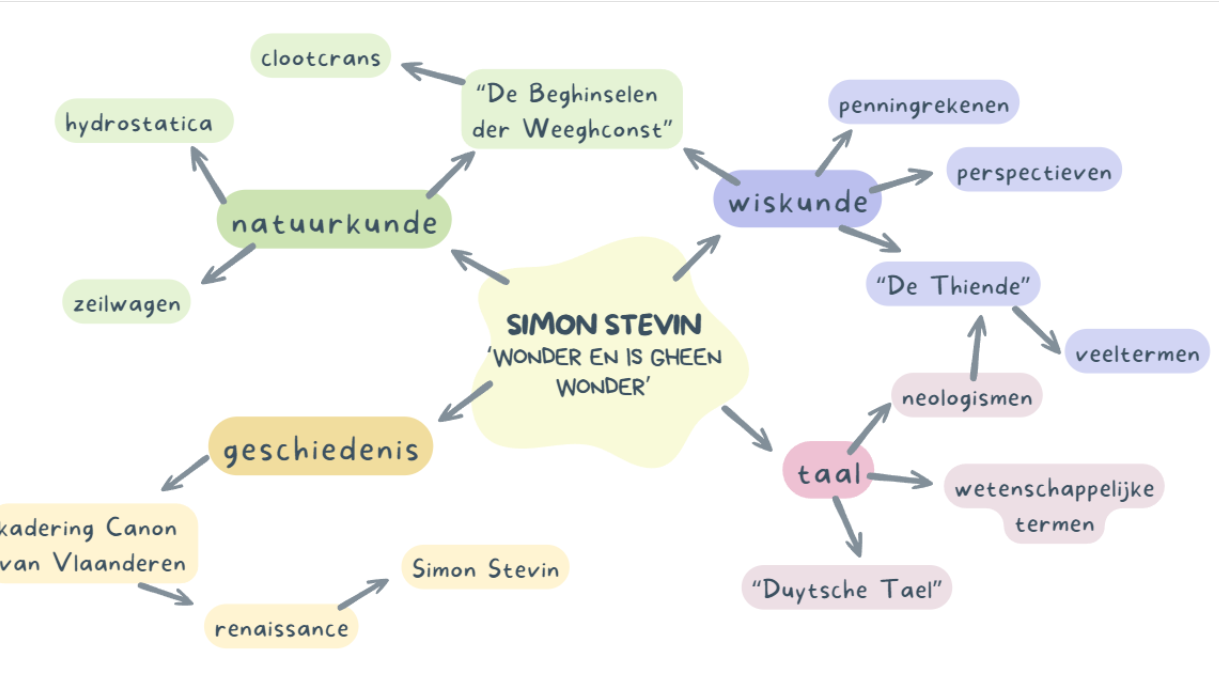 clootcrans
"De Beghinselen
der Weeghconst"
hydrostatica
natuurkunde
zeilwagen
penningrekenen
perspectieven
wiskunde
"De Thiende"
veeltermen
SIMON STEVIN
'WONDER EN IS GHEEN
WONDER'
neologismen
taal
wetenschappelijke
termen
"Duytsche Tael"
geschiedenis
kadering Canon
van Vlaanderen
renaissance
Simon Stevin